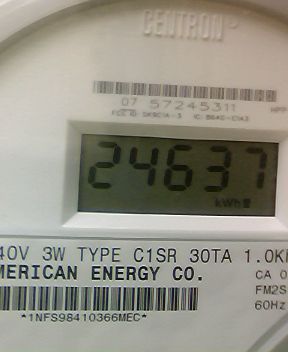 CENTRON
07 57245311
24637
kWh
40V 3W TYPE C1SR 30TA 1.0K
MERICAN ENERGY CO.
CA 0
FM2S
60Hz
*1NFS98410366MEC*